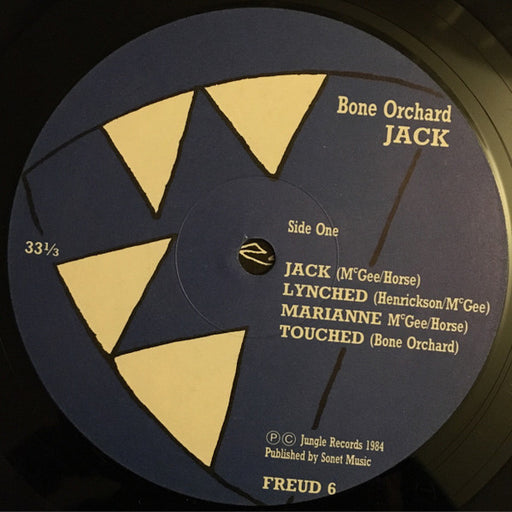 Bone Orchard
JACK
Side One
33⅓
JACK (MᶜGee/Horse)
LYNCHED (Henrickson/MᶜGee)
MARIANNE MᶜGee/Horse)
TOUCHED (Bone Orchard)
Ⓟ Ⓒ Jungle Records 1984
Published by Sonet Music
FREUD 6